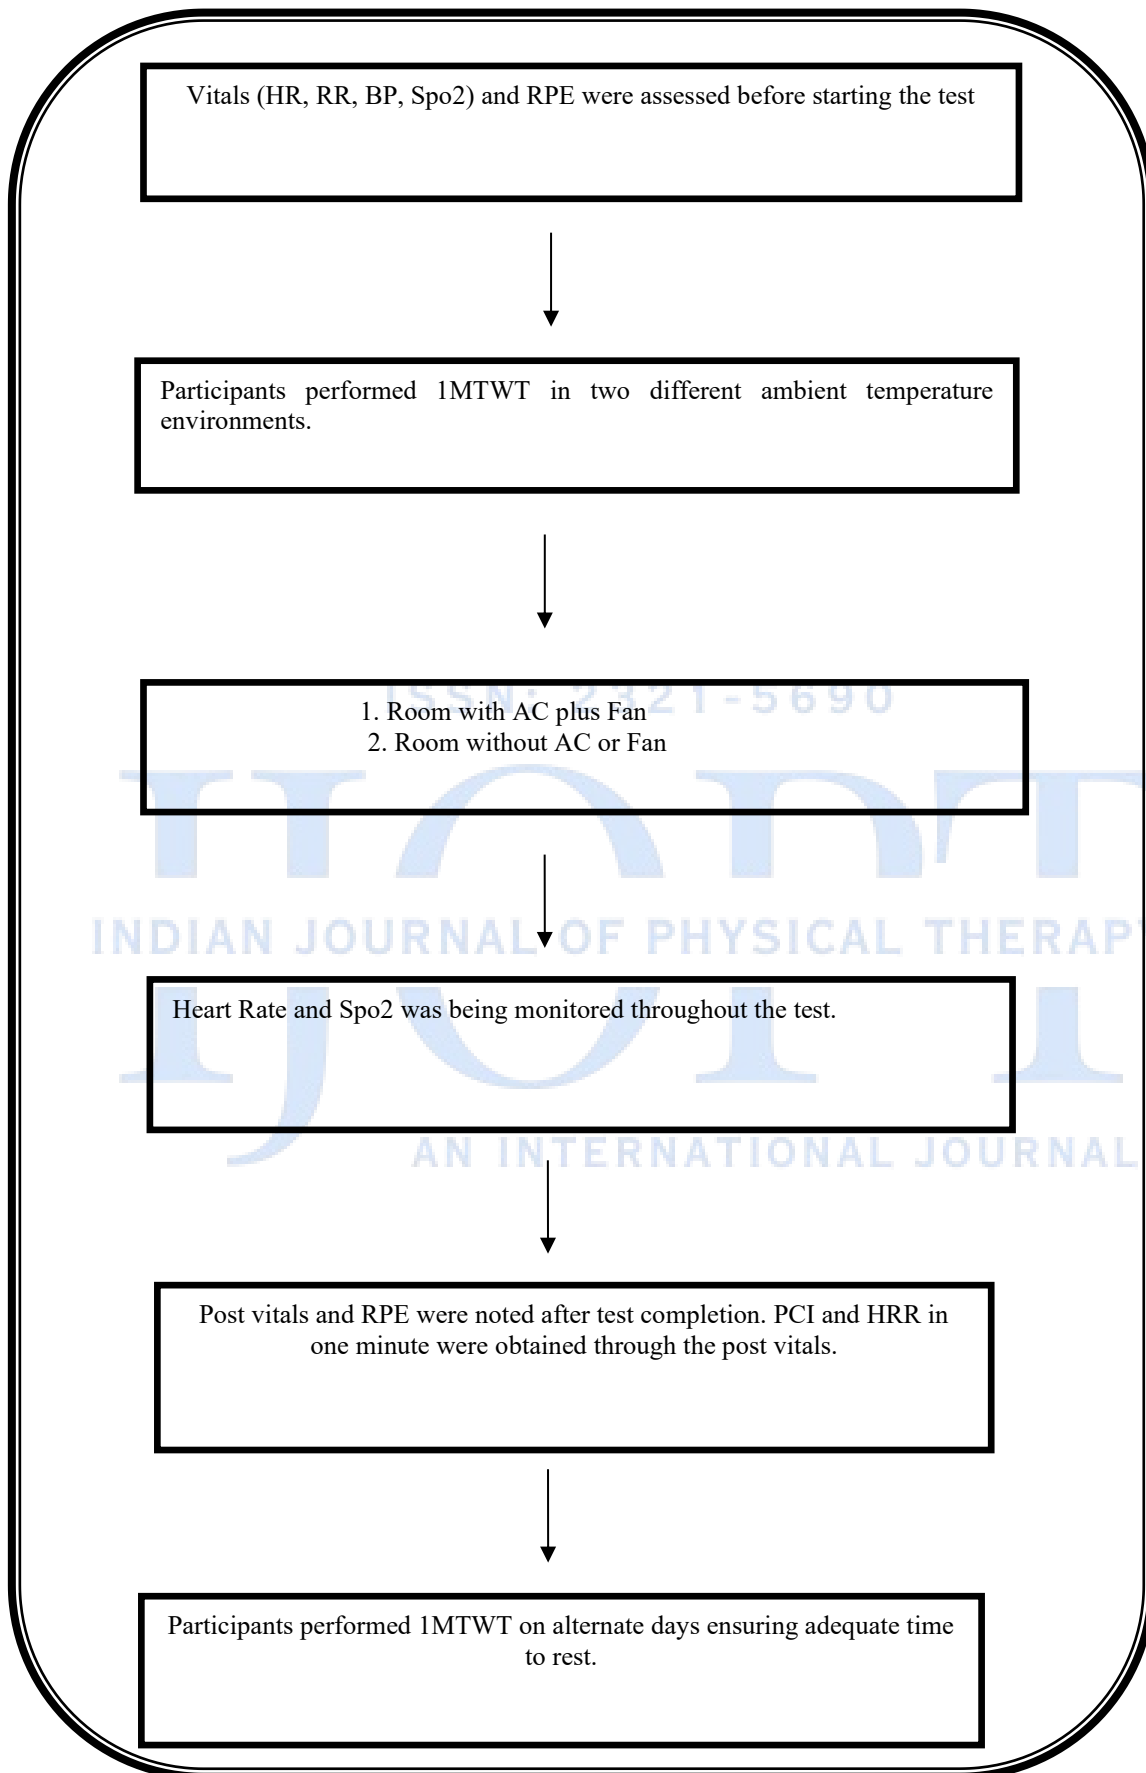 Vitals (HR, RR, BP, Spo2) and RPE were assessed before starting the test
Participants performed 1MTWT in two different ambient temperature
environments.
ISSN: 2321-5690
1. Room with AC plus Fan
2. Room without AC or Fan
IJOPT
INDIAN JOURNAL OF PHYSICAL THERAPY
Heart Rate and Spo2 was being monitored throughout the test.
IJOPT
AN INTERNATIONAL JOURNAL
Post vitals and RPE were noted after test completion. PCI and HRR in
one minute were obtained through the post vitals.
Participants performed 1MTWT on alternate days ensuring adequate time
to rest.